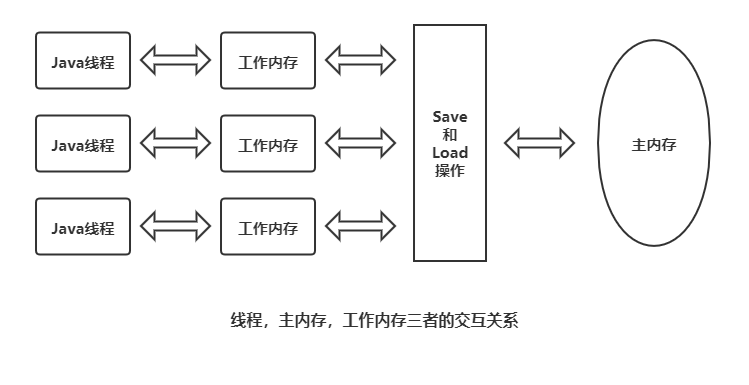 Java线程
工作内存
Java线程
工作内存
Java线程
工作内存
Save
和
Load
操作
主内存
线程，主内存，工作内存三者的交互关系